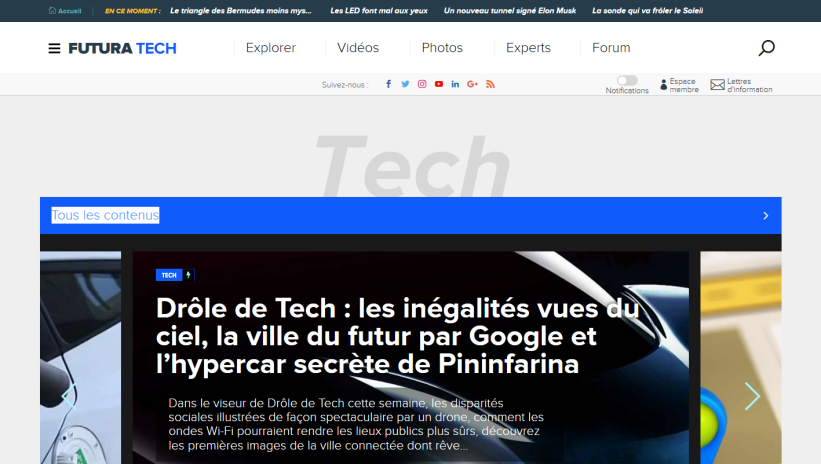 Accueil EN CE MOMENT : Le triangle des Bermudes moins mys... Les LED font mal aux yeux Un nouveau tunnel signé Elon Musk La sonde qui va frôler le Soleil
FUTURA TECH Explorer Vidéos Photos Experts Forum
Suivez-nous : Notifications Espace membre Lettres d'information
Tech
Tous les contenus
TECH
Drôle de Tech : les inégalités vues du
ciel, la ville du futur par Google et
l'hypercar secrète de Pininfarina
Dans le viseur de Drôle de Tech cette semaine, les disparités
sociales illustrées de façon spectaculaire par un drone, comment les
ondes Wi-Fi pourraient rendre les lieux publics plus sûrs, découvrez
les premières images de la ville connectée dont rêve...